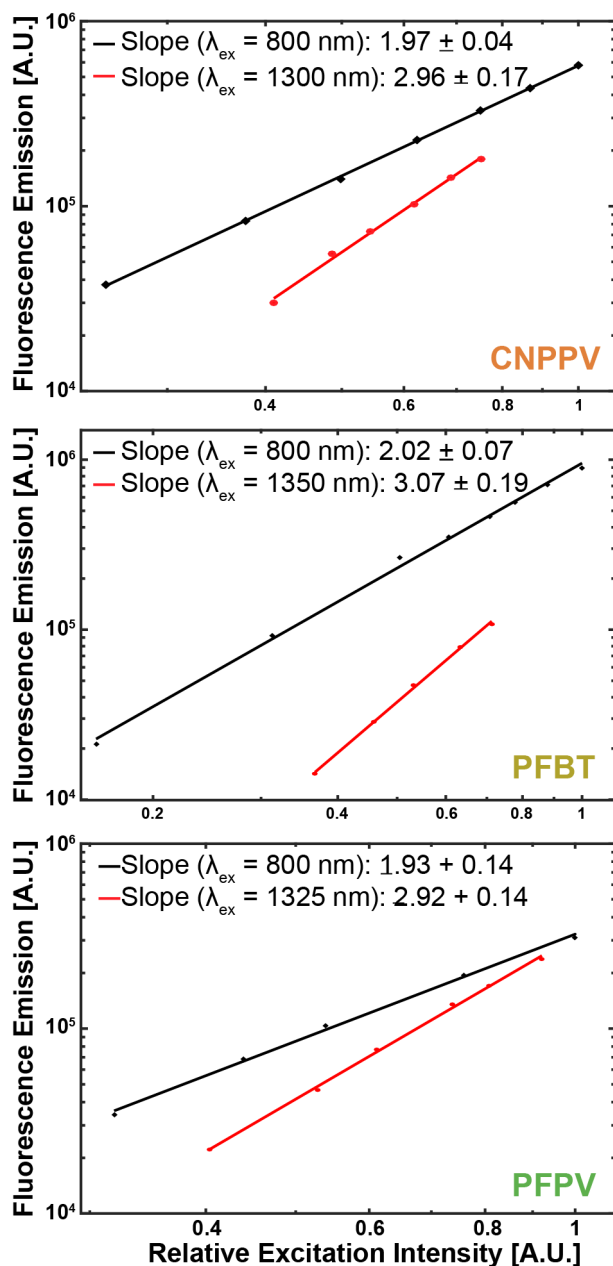 10⁶
Slope (λₑₓ = 800 nm): 1.97 ± 0.04
Slope (λₑₓ = 1300 nm): 2.96 ± 0.17
Fluorescence Emission [A.U.]
10⁵
CNPPV
10⁴
0.4 0.6 0.8 1
10⁶
Slope (λₑₓ = 800 nm): 2.02 ± 0.07
Slope (λₑₓ = 1350 nm): 3.07 ± 0.19
Fluorescence Emission [A.U.]
10⁵
PFBT
10⁴
0.2 0.4 0.6 0.8 1
10⁶
Slope (λₑₓ = 800 nm): 1.93 + 0.14
Slope (λₑₓ = 1325 nm): 2.92 + 0.14
Fluorescence Emission [A.U.]
10⁵
PFPV
10⁴
0.4 0.6 0.8 1
Relative Excitation Intensity [A.U.]